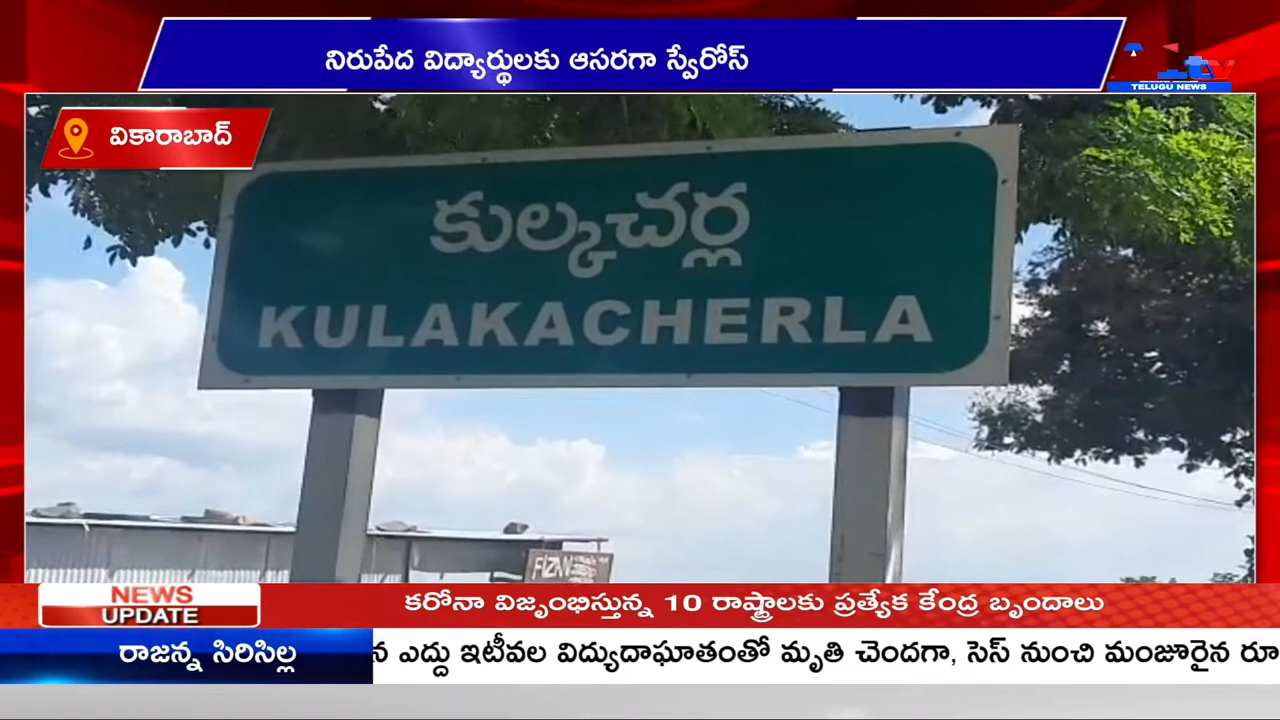 నిరుపేద విద్యార్థులకు ఆసరగా స్వేరోస్
TELUGU NEWS
వికారాబాద్
కుల్కచర్ల
KULAKACHERLA
NEWS
UPDATE
కరోనా విజృంభిస్తున్న 10 రాష్ట్రాలకు ప్రత్యేక కేంద్ర బృందాలు
రాజన్న సిరిసిల్ల
న ఎద్దు ఇటీవల విద్యుదాఘాతంతో మృతి చెందగా, సెస్ నుంచి మంజూరైన రూ